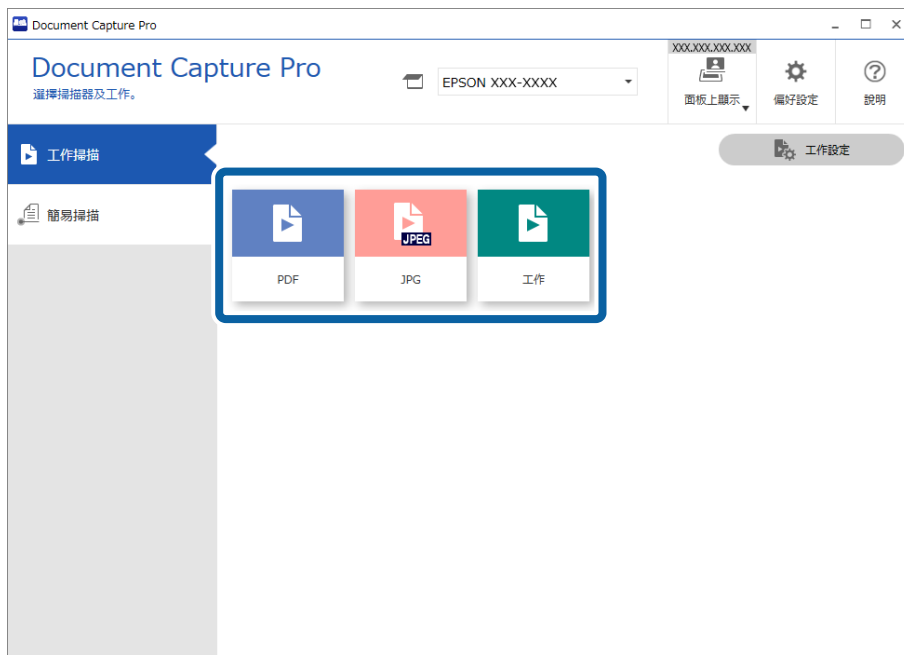 Document Capture Pro
Document Capture Pro
選擇掃描器及工作。
EPSON XXX-XXXX
XXX.XXX.XXX.XXX
面板上顯示
偏好設定
說明
工作掃描
工作設定
簡易掃描
JPEG
PDF
JPG
工作